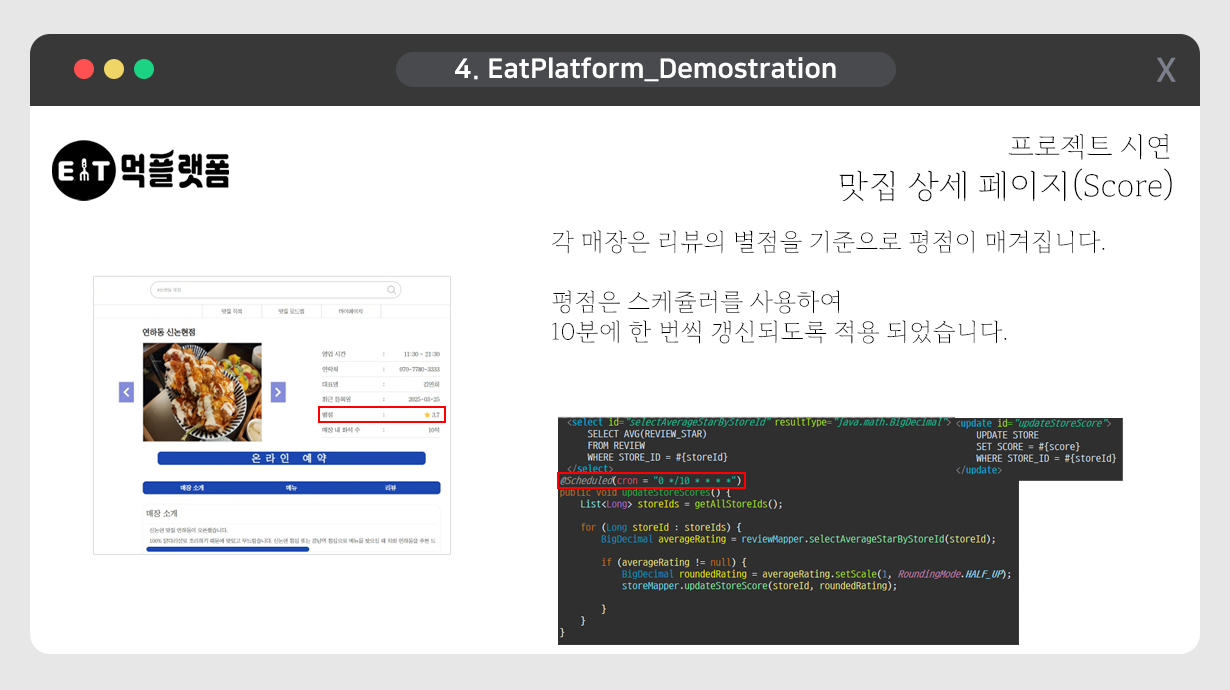 4. EatPlatform_Demostration
X
EAT 먹플랫폼
프로젝트 시연
맛집 상세 페이지(Score)
각 매장은 리뷰의 별점을 기준으로 평점이 매겨집니다.
평점은 스케쥴러를 사용하여
10분에 한 번씩 갱신되도록 적용 되었습니다.
맛집 목록 맛집 로드맵 마이페이지
연하동 신논현점
영업 시간 : 11:30 ~ 21:30
연락처 : 070-7780-3333
대표명 : 김연희
최근 등록일 : 2025-03-25
평점 : ★ 3.7
매장 내 좌석 수 : 10석
온라인 예약
매장 소개 메뉴 리뷰
매장 소개
신논현 맛집 연하동이 오픈했습니다.
<select id="selectAverageStarByStoreId" resultType="java.math.BigDecimal">
SELECT AVG(REVIEW_STAR)
FROM REVIEW
WHERE STORE_ID = #{storeId}
</select>
<update id="updateStoreScore">
UPDATE STORE
SET SCORE = #{score}
WHERE STORE_ID = #{storeId}
</update>
@Scheduled(cron = "0 */10 * * * *")
public void updateStoreScores() {
List<Long> storeIds = getAllStoreIds();
for (Long storeId : storeIds) {
BigDecimal averageRating = reviewMapper.selectAverageStarByStoreId(storeId);
if (averageRating != null) {
BigDecimal roundedRating = averageRating.setScale(1, RoundingMode.HALF_UP);
storeMapper.updateStoreScore(storeId, roundedRating);
}
}
}